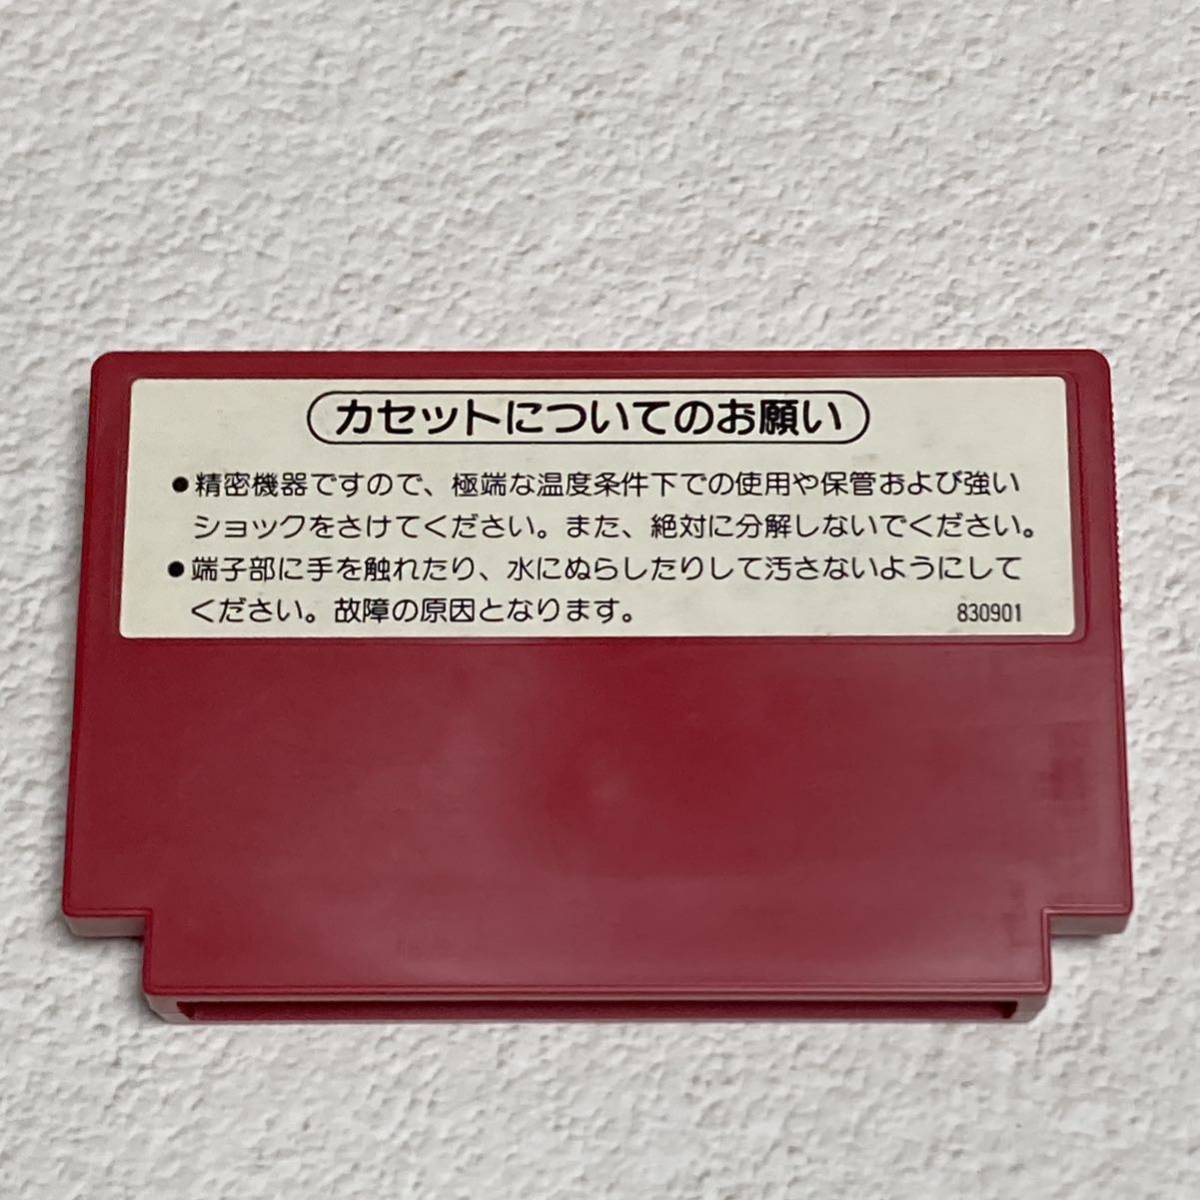 カセットについてのお願い
●精密機器ですので、極端な温度条件下での使用や保管および強い
ショックをさけてください。また、絶対に分解しないでください。
●端子部に手を触れたり、水にぬらしたりして汚さないようにして
ください。故障の原因となります。 830901